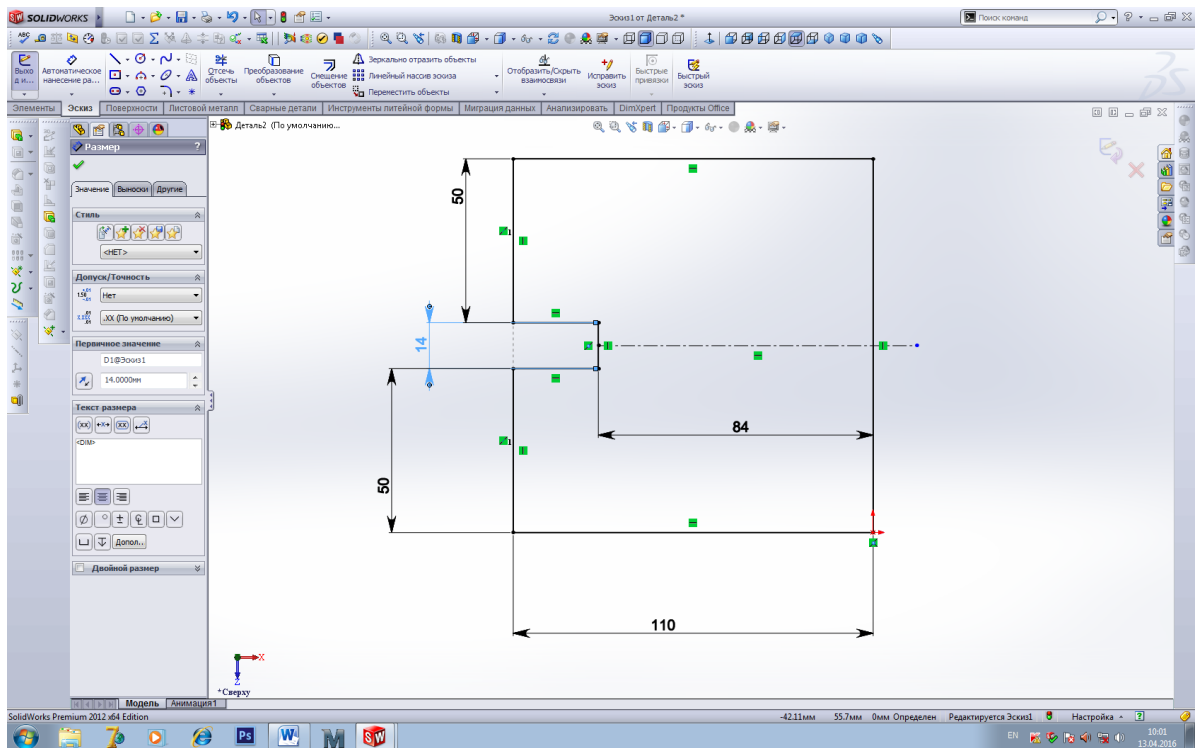 SOLIDWORKS
Эскиз1 от Деталь2 *
Поиск команд
Выхо д и...
Автоматическое нанесение ра...
Отсечь объекты
Преобразование объектов
Смещение объектов
Зеркально отразить объекты
Линейный массив эскиза
Переместить объекты
Отобразить/Скрыть взаимосвязи
Исправить эскиз
Быстрые привязки
Быстрый эскиз
Элементы
Эскиз
Поверхности
Листовой металл
Сварные детали
Инструменты литейной формы
Миграция данных
Анализировать
DimXpert
Продукты Office
Деталь2 (По умолчанию...
Размер
?
Значение
Выноски
Другие
Стиль
<НЕТ>
Допуск/Точность
Нет
.XX (По умолчанию)
Первичное значение
D1@Эскиз1
14.0000мм
Текст размера
<DIM>
Допол..
Двойной размер
50
14
50
84
110
X
Z
*Сверху
Модель
Анимация1
SolidWorks Premium 2012 x64 Edition
-42.11мм
55.7мм
0мм
Определен
Редактируется Эскиз1
Настройка
EN
10:01
13.04.2016